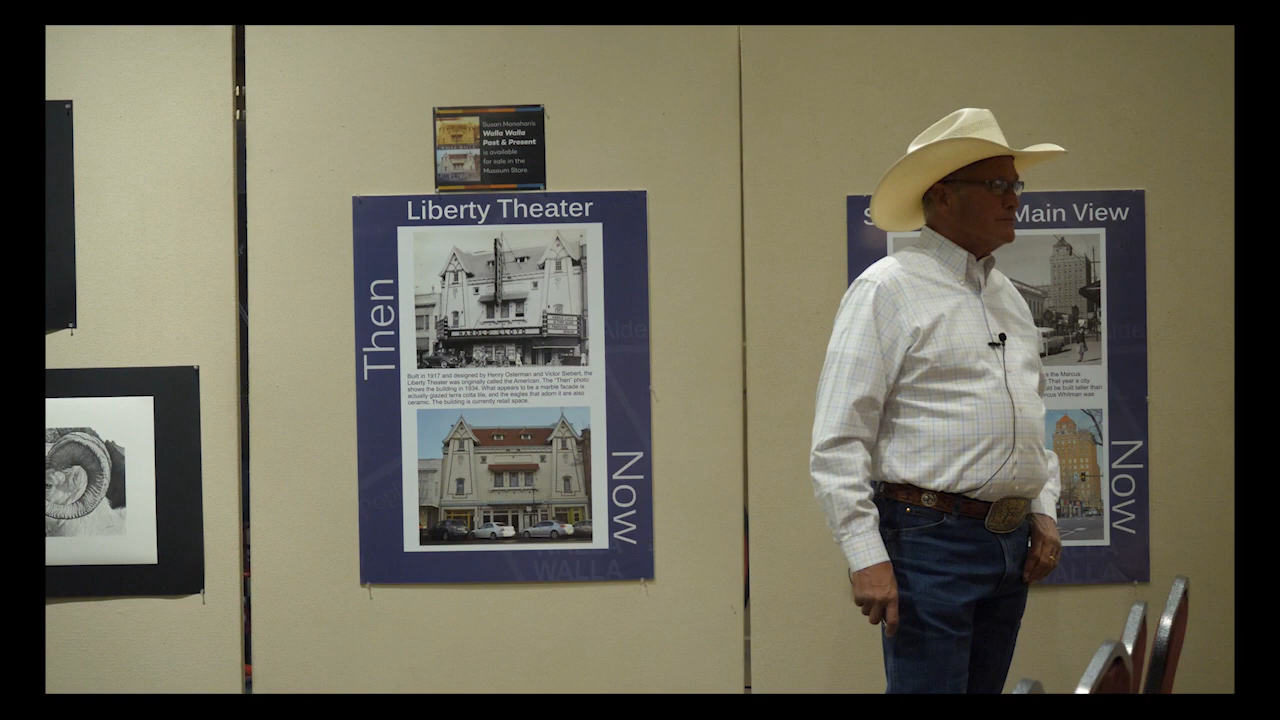 Susan Monahan's
Walla Walla
Past & Present
is available
for sale in the
Museum Store.
Liberty Theater
Then
HAROLD LLOYD
Built in 1917 and designed by Henry Osterman and Victor Siebert, the
Liberty Theater was originally called the American. The "Then" photo
shows the building in 1934. What appears to be a marble facade is
actually glazed terra cotta tile, and the eagles that adorn it are also
ceramic. The building is currently retail space.
Now
WALLA
Main View
s the Marcus
That year a city
be built taller than
Whitman was
Now
WALLA